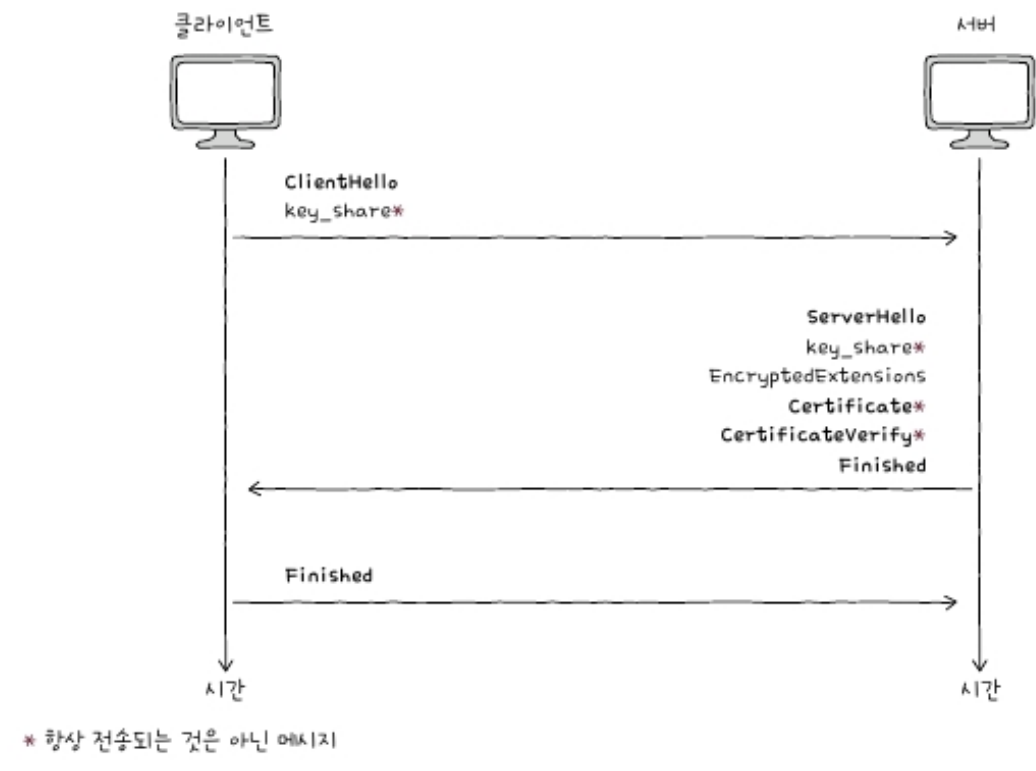 클라이언트
서버
ClientHello
key_share*
ServerHello
key_share*
EncryptedExtensions
Certificate*
CertificateVerify*
Finished
Finished
시간
시간
* 항상 전송되는 것은 아닌 메시지